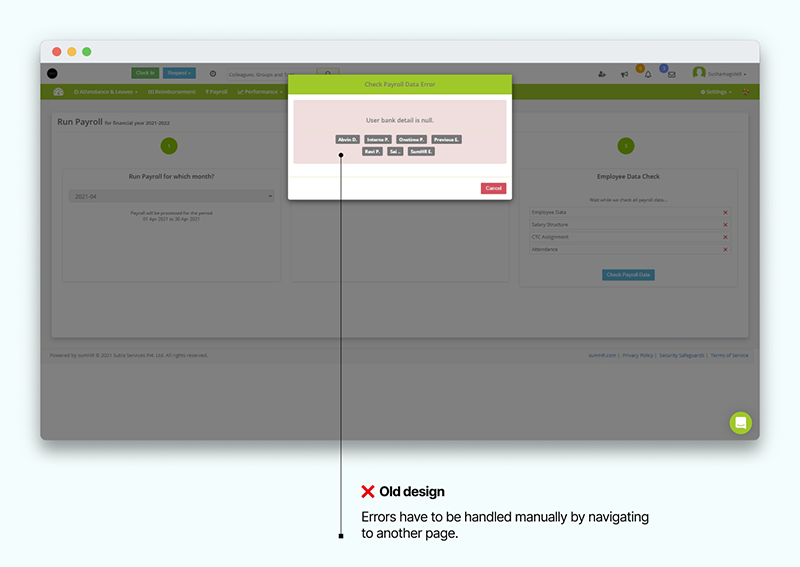 Clock In
Request
Colleagues, Groups and
sushamagidell
Attendance & Leaves
Reimbursement
Payroll
Performance
Settings
Check Payroll Data Error
User bank detail is null.
Interns P.
Onetime P.
Previous E.
Ravi P.
Sai ..
SumHR E.
Cancel
Run Payroll for financial year 2021-2022
1
3
Run Payroll for which month?
2021-04
Payroll will be processed for the period
01 Apr-2021 to 30 Apr-2021
Employee Data Check
Wait while we check all payroll data...
Employee Data
Salary Structure
CTC Assignment
Attendance
Check Payroll Data
Powered by sumHR © 2021 Subix Services Pvt. Ltd. All rights reserved.
sumHR.com | Privacy Policy | Security Safeguards | Terms of Service
Old design
Errors have to be handled manually by navigating
to another page.